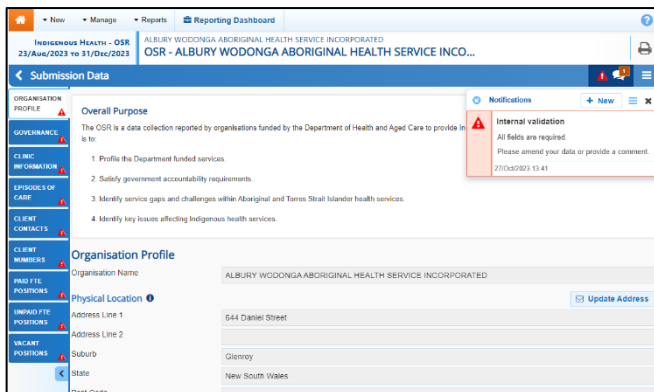 New
Manage
Reports
Reporting Dashboard
INDIGENOUS HEALTH - OSR
23/AUG/2023 TO 31/DEC/2023
ALBURY WODONGA ABORIGINAL HEALTH SERVICE INCORPORATED
OSR - ALBURY WODONGA ABORIGINAL HEALTH SERVICE INCO...
Submission Data
ORGANISATION
PROFILE
GOVERNANCE
CLINIC
INFORMATION
EPISODES OF
CARE
CLIENT
CONTACTS
CLIENT
NUMBERS
PAID FTE
POSITIONS
UNPAID FTE
POSITIONS
VACANT
POSITIONS
Overall Purpose
The OSR is a data collection reported by organisations funded by the Department of Health and Aged Care to provide
is to:
1. Profile the Department funded services.
2. Satisfy government accountability requirements.
3. Identify service gaps and challenges within Aboriginal and Torres Strait Islander health services.
4. Identify key issues affecting Indigenous health services.
Notifications
+ New
Internal validation
All fields are required.
Please amend your data or provide a comment.
27/Oct/2023 13:41
Organisation Profile
Organisation Name
ALBURY WODONGA ABORIGINAL HEALTH SERVICE INCORPORATED
Physical Location
Update Address
Address Line 1
644 Daniel Street
Address Line 2
Suburb
Glenroy
State
New South Wales